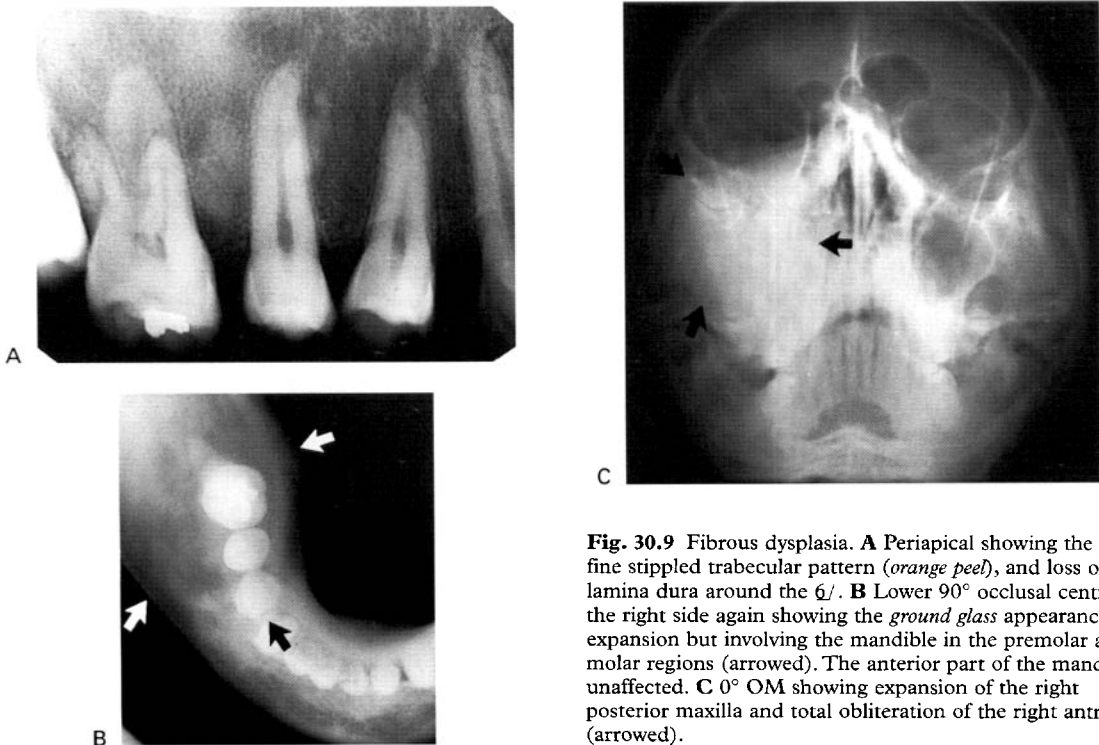 A
B
C
Fig. 30.9 Fibrous dysplasia. A Periapical showing the
fine stippled trabecular pattern (orange peel), and loss o
lamina dura around the 6/. B Lower 90° occlusal centr
the right side again showing the ground glass appearanc
expansion but involving the mandible in the premolar a
molar regions (arrowed). The anterior part of the mand
unaffected. C 0° OM showing expansion of the right
posterior maxilla and total obliteration of the right antr
(arrowed).